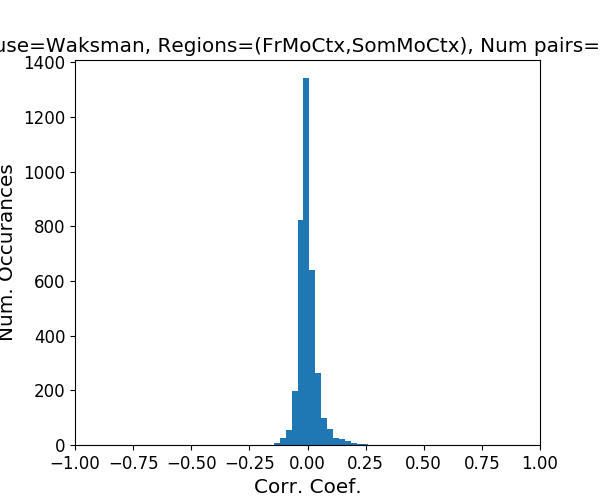 use=Waksman, Regions=(FrMoCtx,SomMoCtx), Num pairs=
1400
1200
1000
800
600
400
200
0
Num. Occurances
−1.00 −0.75 −0.50 −0.25 0.00 0.25 0.50 0.75 1.00
Corr. Coef.